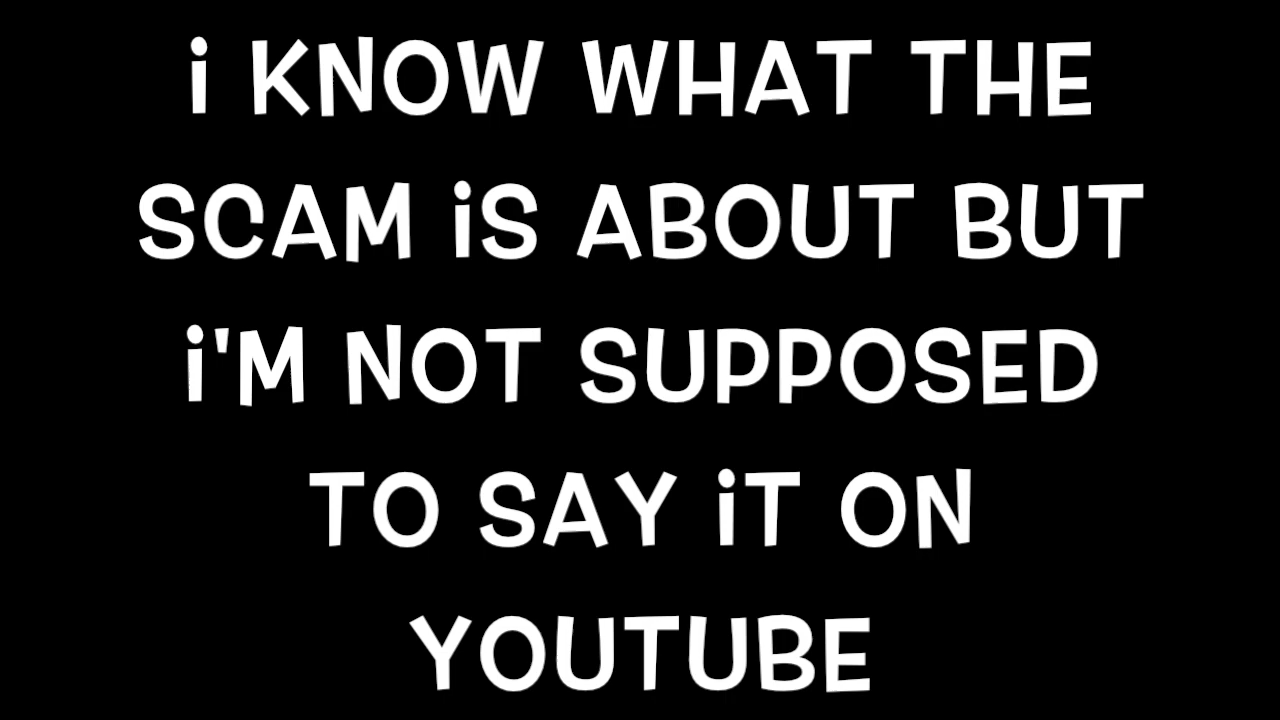 i KNOW WHAT THE
SCAM iS ABOUT BUT
i'M NOT SUPPOSED
TO SAY iT ON
YOUTUBE